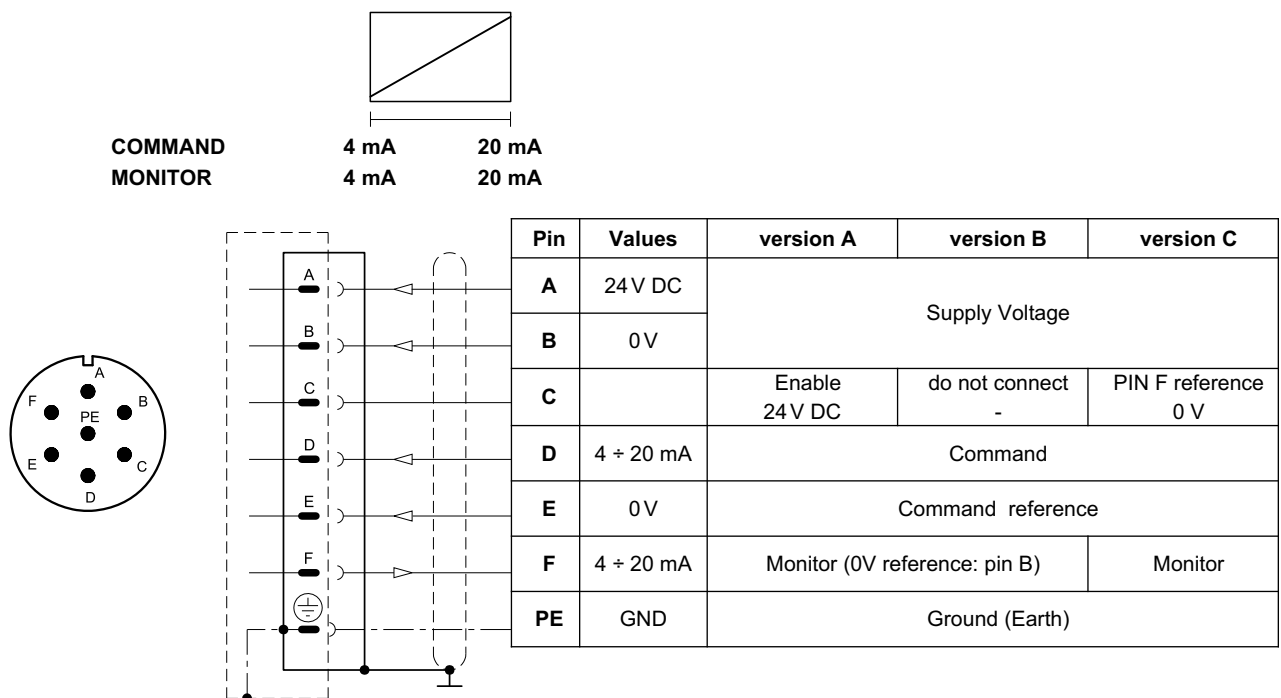 COMMAND 4 mA 20 mA
MONITOR 4 mA 20 mA
Pin Values version A version B version C
A 24 V DC Supply Voltage
B 0 V
C Enable 24 V DC do not connect - PIN F reference 0 V
D 4 ÷ 20 mA Command
E 0 V Command reference
F 4 ÷ 20 mA Monitor (0V reference: pin B) Monitor
PE GND Ground (Earth)
A
B
C
D
E
F
A
F B
PE
E C
D